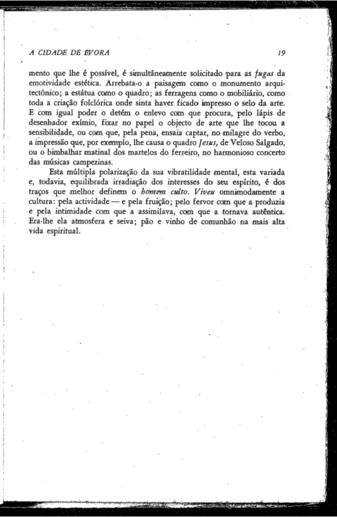 A CIDADE DE ÉVORA 19
mento que lhe é possível, é simultâneamente solicitado para as fugas da
emotividade estética. Arrebata-o a paisagem como o monumento arqui-
tectónico; a estátua como o quadro; as ferragens como o mobiliário, como
toda a criação folclórica onde sinta haver ficado impresso o selo da arte.
E com igual poder o detém o enlevo com que procura, pelo lápis de
desenhador exímio, fixar no papel o objecto de arte que lhe tocou a
sensibilidade, ou com que, pela pena, ensaia captar, no milagre do verbo,
a impressão que, por exemplo, lhe causa o quadro Jesus, de Veloso Salgado,
ou o bimbalhar matinal dos martelos do ferreiro, no harmonioso concerto
das músicas campezinas.
Esta múltipla polarização da sua vibratilidade mental, esta variada
e, todavia, equilibrada irradiação dos interesses do seu espírito, é dos
traços que melhor definem o homem culto. Viveu omnimodamente a
cultura: pela actividade — e pela fruição; pelo fervor com que a produzia
e pela intimidade com que a assimilava, com que a tornava autêntica.
Era-lhe ela atmosfera e seiva; pão e vinho de comunhão na mais alta
vida espiritual.